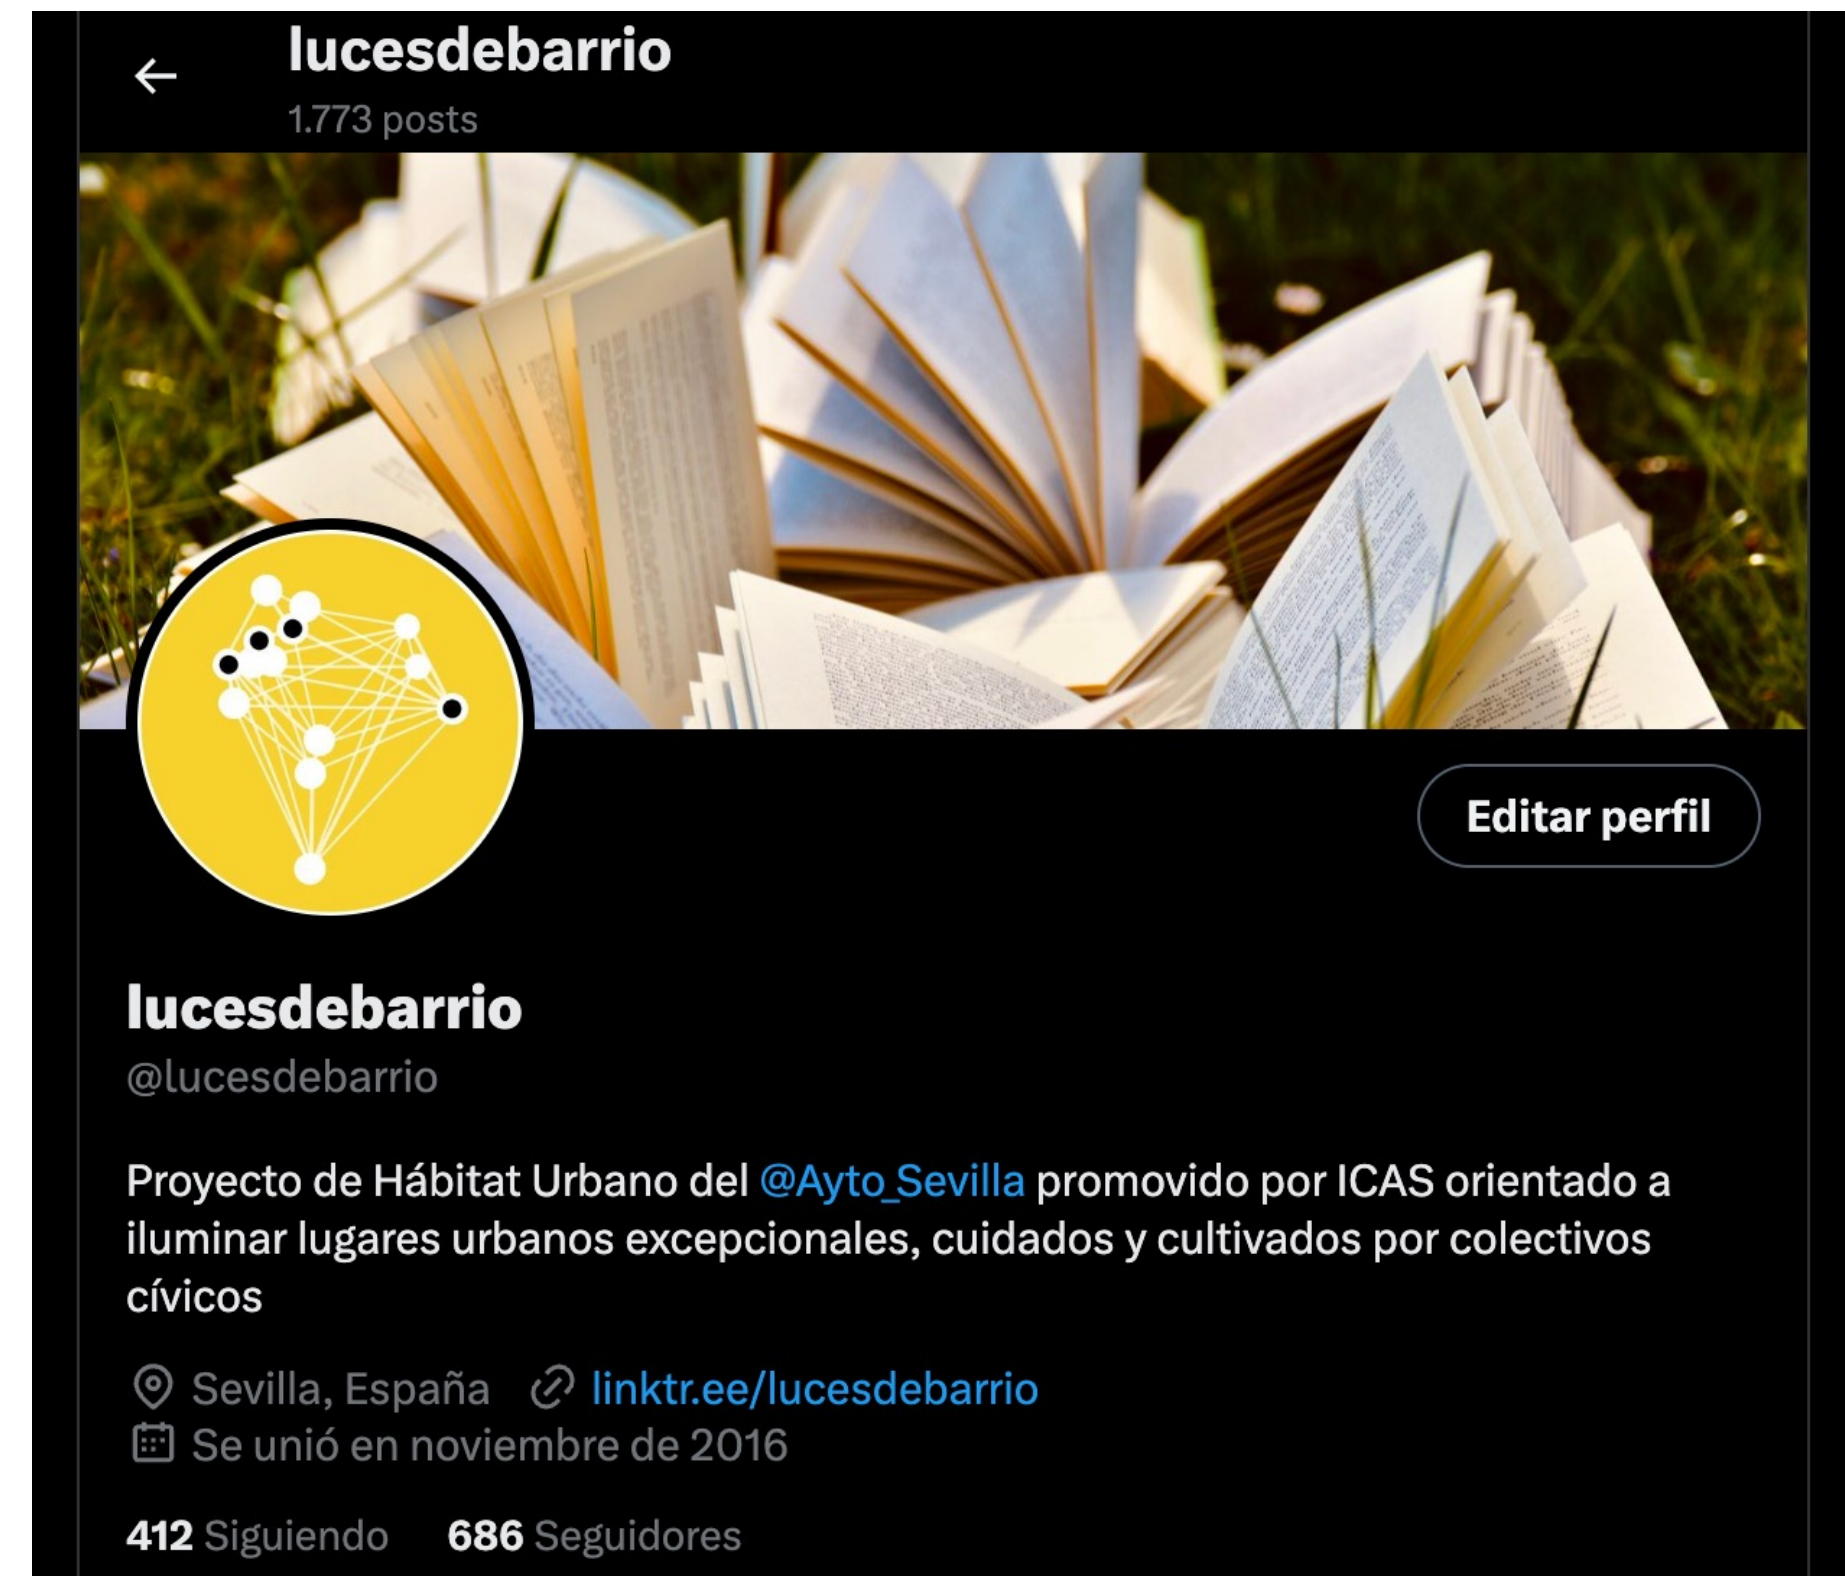 lucesdebarrio
1.773 posts
Editar perfil
lucesdebarrio
@lucesdebarrio
Proyecto de Hábitat Urbano del @Ayto_Sevilla promovido por ICAS orientado a
iluminar lugares urbanos excepcionales, cuidados y cultivados por colectivos
cívicos
Sevilla, España linktr.ee/lucesdebarrio
Se unió en noviembre de 2016
412 Siguiendo 686 Seguidores